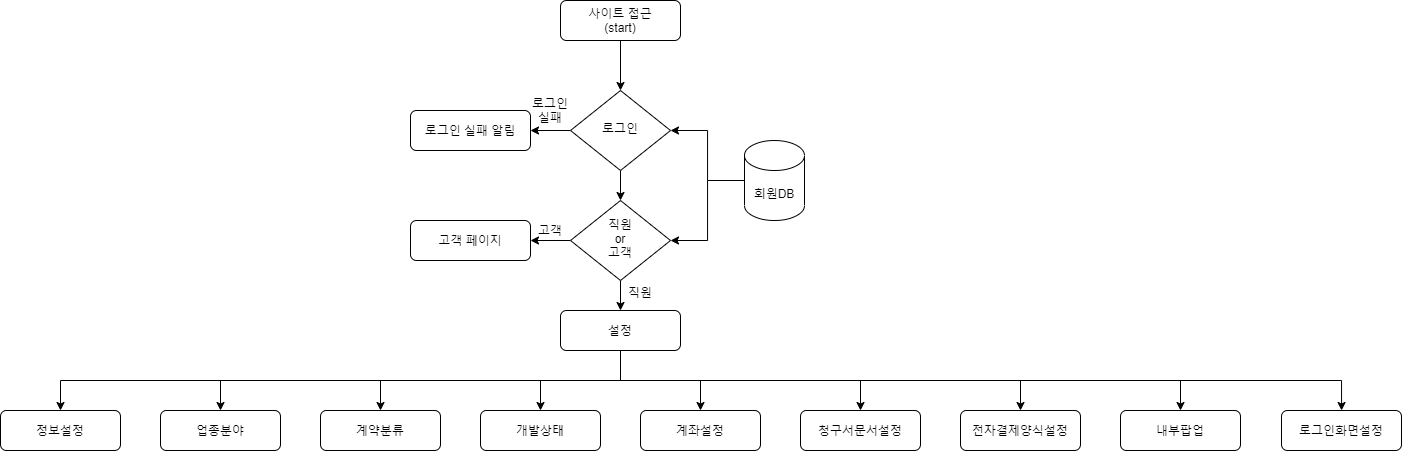 사이트 접근
(start)
로그인
실패
로그인 실패 알림
로그인
회원DB
고객 페이지
고객
직원
or
고객
직원
설정
정보설정
업종분야
계약분류
개발상태
계좌설정
청구서문서설정
전자결제양식설정
내부팝업
로그인화면설정